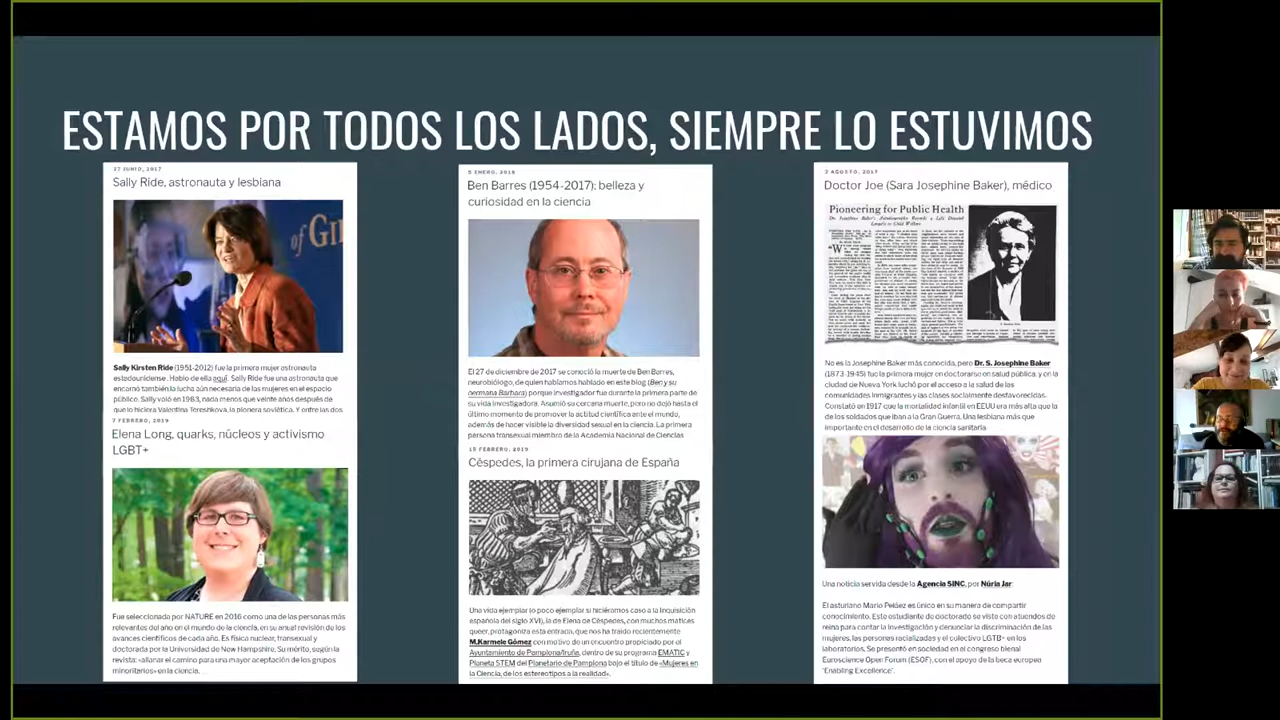 ESTAMOS POR TODOS LOS LADOS, SIEMPRE LO ESTUVIMOS
27 JUNIO, 2017
Sally Ride, astronauta y lesbiana
of GI
Sally Kirsten Ride (1951-2012) fue la primera mujer astronauta
estadounidense. Hablo de ella aquí. Sally Ride fue una astronauta que
encarnó también la lucha aún necesaria de las mujeres en el espacio
público. Sally voló en 1983, nada menos que veinte años después de
que lo hiciera Valentina Tereshkova, la pionera soviética. Y entre las dos
7 FEBRERO, 2019
Elena Long, quarks, núcleos y activismo
LGBT+
Fue seleccionada por NATURE en 2016 como una de las personas más
relevantes del año en el mundo de la ciencia, en su anual revisión de los
avances científicos de cada año. Es física nuclear, transexual y
doctorada por la Universidad de New Hampshire. Su mérito, según la
revista: «allanar el camino para una mayor aceptación de los grupos
minoritarios» en la ciencia.
5 ENERO, 2018
Ben Barres (1954-2017): belleza y
curiosidad en la ciencia
El 27 de diciembre de 2017 se conoció la muerte de Ben Barres,
neurobiólogo, de quien habíamos hablado en este blog (Ben y su
hermana Barbara) porque investigador fue durante la primera parte de
su vida investigadora. Asumió su cercana muerte, pero no dejó hasta el
último momento de promover la actitud científica ante el mundo,
además de hacer visible la diversidad sexual en la ciencia. La primera
persona transexual miembro de la Academia Nacional de Ciencias
15 FEBRERO, 2019
Céspedes, la primera cirujana de España
Una vida ejemplar (o poco ejemplar si hiciéramos caso a la Inquisición
española del siglo XVI), la de Elena de Céspedes, con muchos matices
queer, protagoniza esta entrada, que nos ha traído recientemente
M.Karmele Gómez con motivo de un encuentro propiciado por el
Ayuntamiento de Pamplona/Iruña, dentro de su programa EMATIC y
Planeta STEM del Planetario de Pamplona bajo el título de «Mujeres en
la Ciencia, de los estereotipos a la realidad».
2 AGOSTO, 2017
Doctor Joe (Sara Josephine Baker), médico
Pioneering for Public Health
No es la Josephine Baker más conocida, pero Dr. S. Josephine Baker
(1873-1945) fue la primera mujer en doctorarse en salud pública, y en la
ciudad de Nueva York luchó por el acceso a la salud de las
comunidades inmigrantes y las clases socialmente desfavorecidas.
Constató en 1917 que la mortalidad infantil en EEUU era más alta que la
de los soldados que iban a la Gran Guerra. Una lesbiana más que
importante en el desarrollo de la ciencia sanitaria
Una noticia servida desde la Agencia SINC, por Núria Jar:
El asturiano Mario Peláez es único en su manera de compartir
conocimiento. Este estudiante de doctorado se viste con atuendos de
reina para contar la investigación y denunciar la discriminación de las
mujeres, las personas racializadas y el colectivo LGTB+ en los
laboratorios. Se presentó en sociedad en el congreso bienal
Euroscience Open Forum (ESOF), con el apoyo de la beca europea
'Enabling Excellence'.